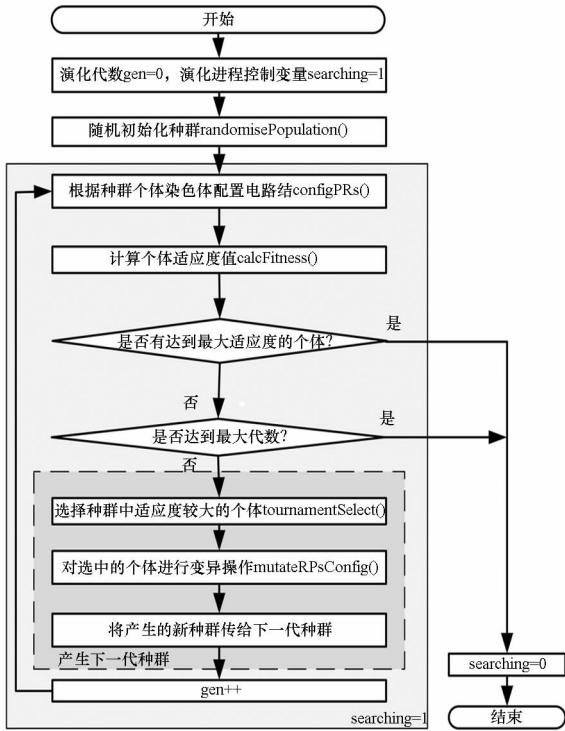 开始
演化代数gen=0，演化进程控制变量searching=1
随机初始化种群randomisePopulation()
根据种群个体染色体配置电路结configPRs()
计算个体适应度值calcFitness()
是
是否有达到最大适应度的个体?
否
是
是否达到最大代数?
否
选择种群中适应度较大的个体tournamentSelect()
对选中的个体进行变异操作mutateRPsConfig()
将产生的新种群传给下一代种群
产生下一代种群
searching=0
gen++
searching=1
结束